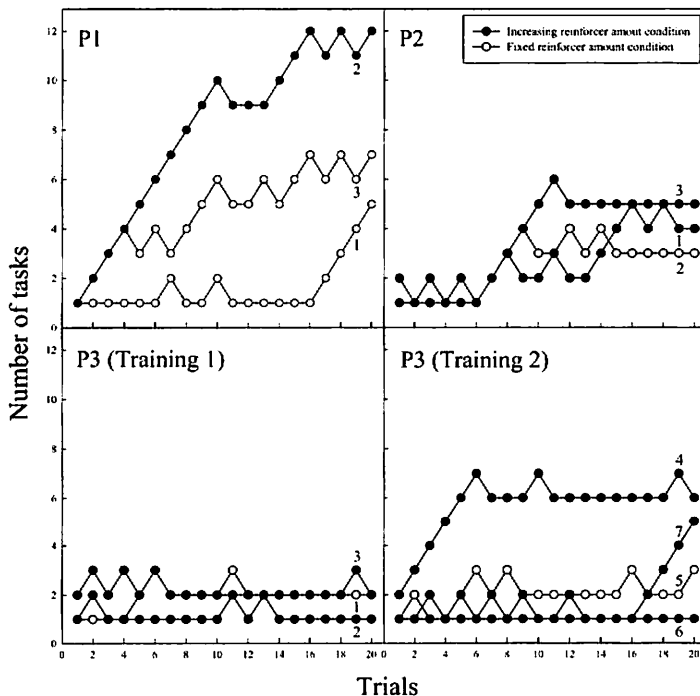 P1
P2
Increasing reinforcer amout condition
Fixed reinforcer amount condition
12
10
8
6
4
2
0
2
3
1
3
1
2
Number of tasks
P3 (Training 1)
P3 (Training 2)
12
10
8
6
4
2
0
3
1
2
4
7
5
6
0 2 4 6 8 10 12 14 16 18 20
0 2 4 6 8 10 12 14 16 18 20
Trials